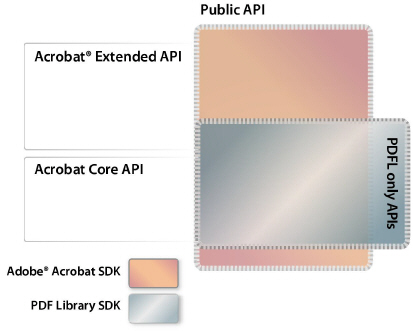 Public API
Acrobat® Extended API
Acrobat Core API
PDFL only APIs
Adobe® Acrobat SDK
PDF Library SDK